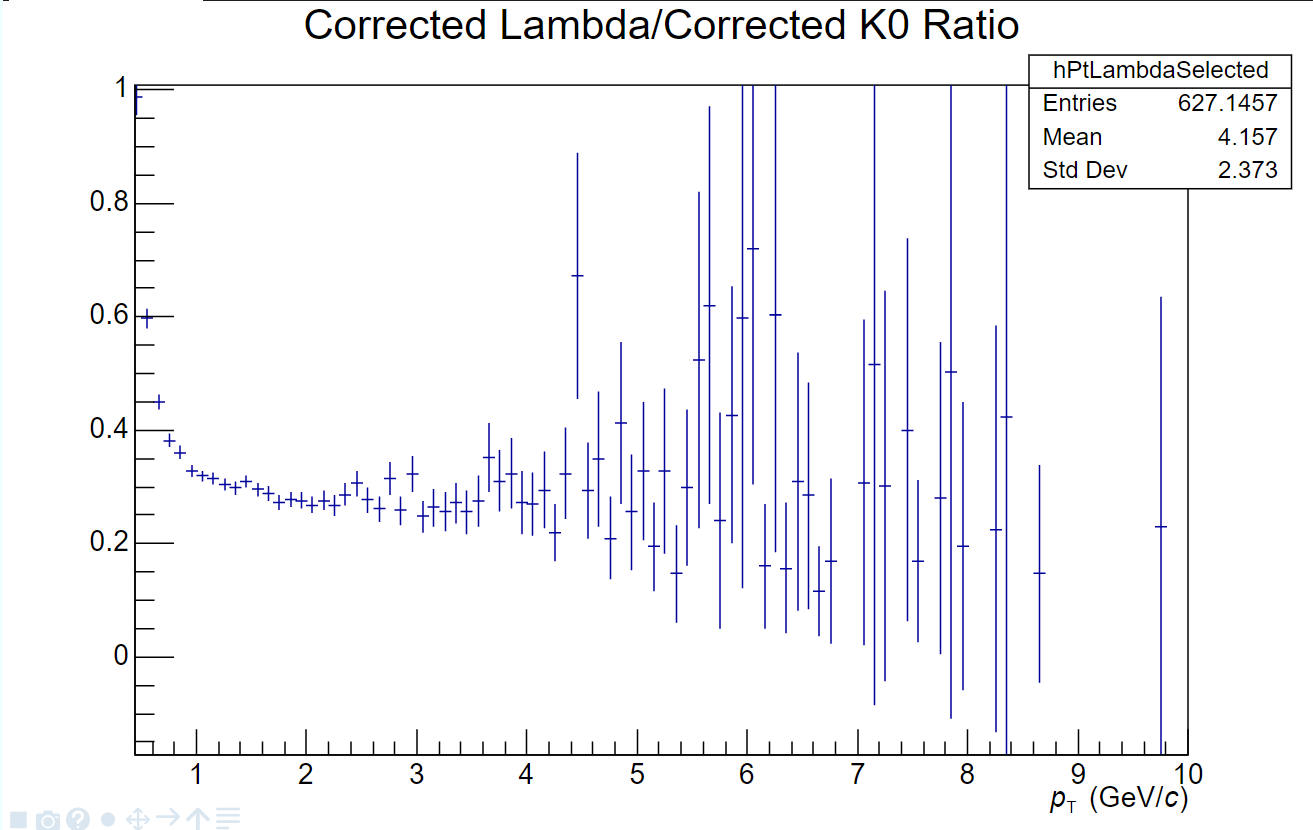 Corrected Lambda/Corrected K0 Ratio
hPtLambdaSelected
Entries 627.1457
Mean 4.157
Std Dev 2.373
1
0.8
0.6
0.4
0.2
0
1 2 3 4 5 6 7 8 9 10
pT (GeV/c)